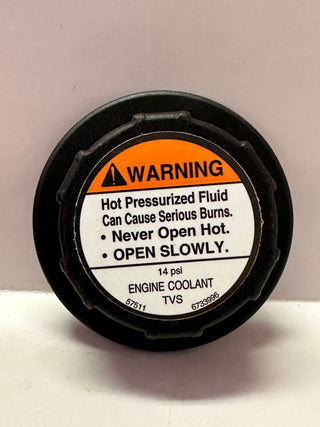 WARNING
Hot Pressurized Fluid
Can Cause Serious Burns.
• Never Open Hot.
• OPEN SLOWLY.
14 psi
ENGINE COOLANT
57511 TVS 6733996